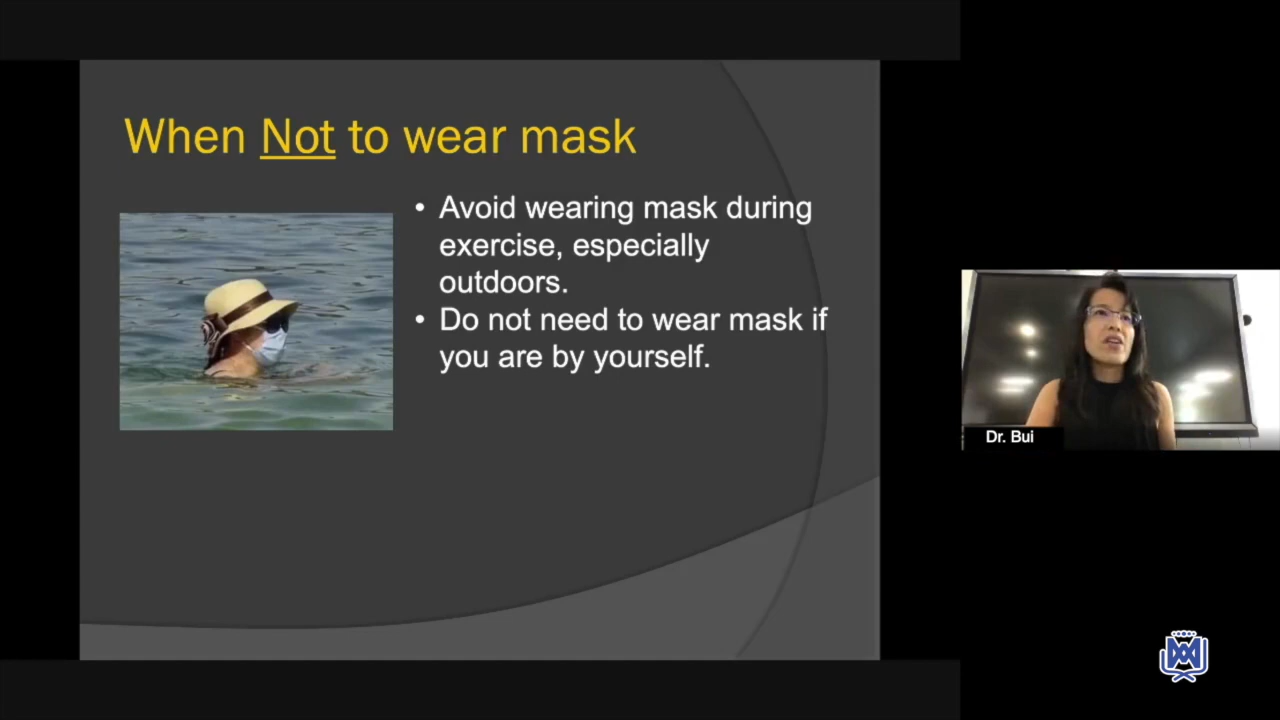 When Not to wear mask
• Avoid wearing mask during
exercise, especially
outdoors.
• Do not need to wear mask if
you are by yourself.
Dr. Bui